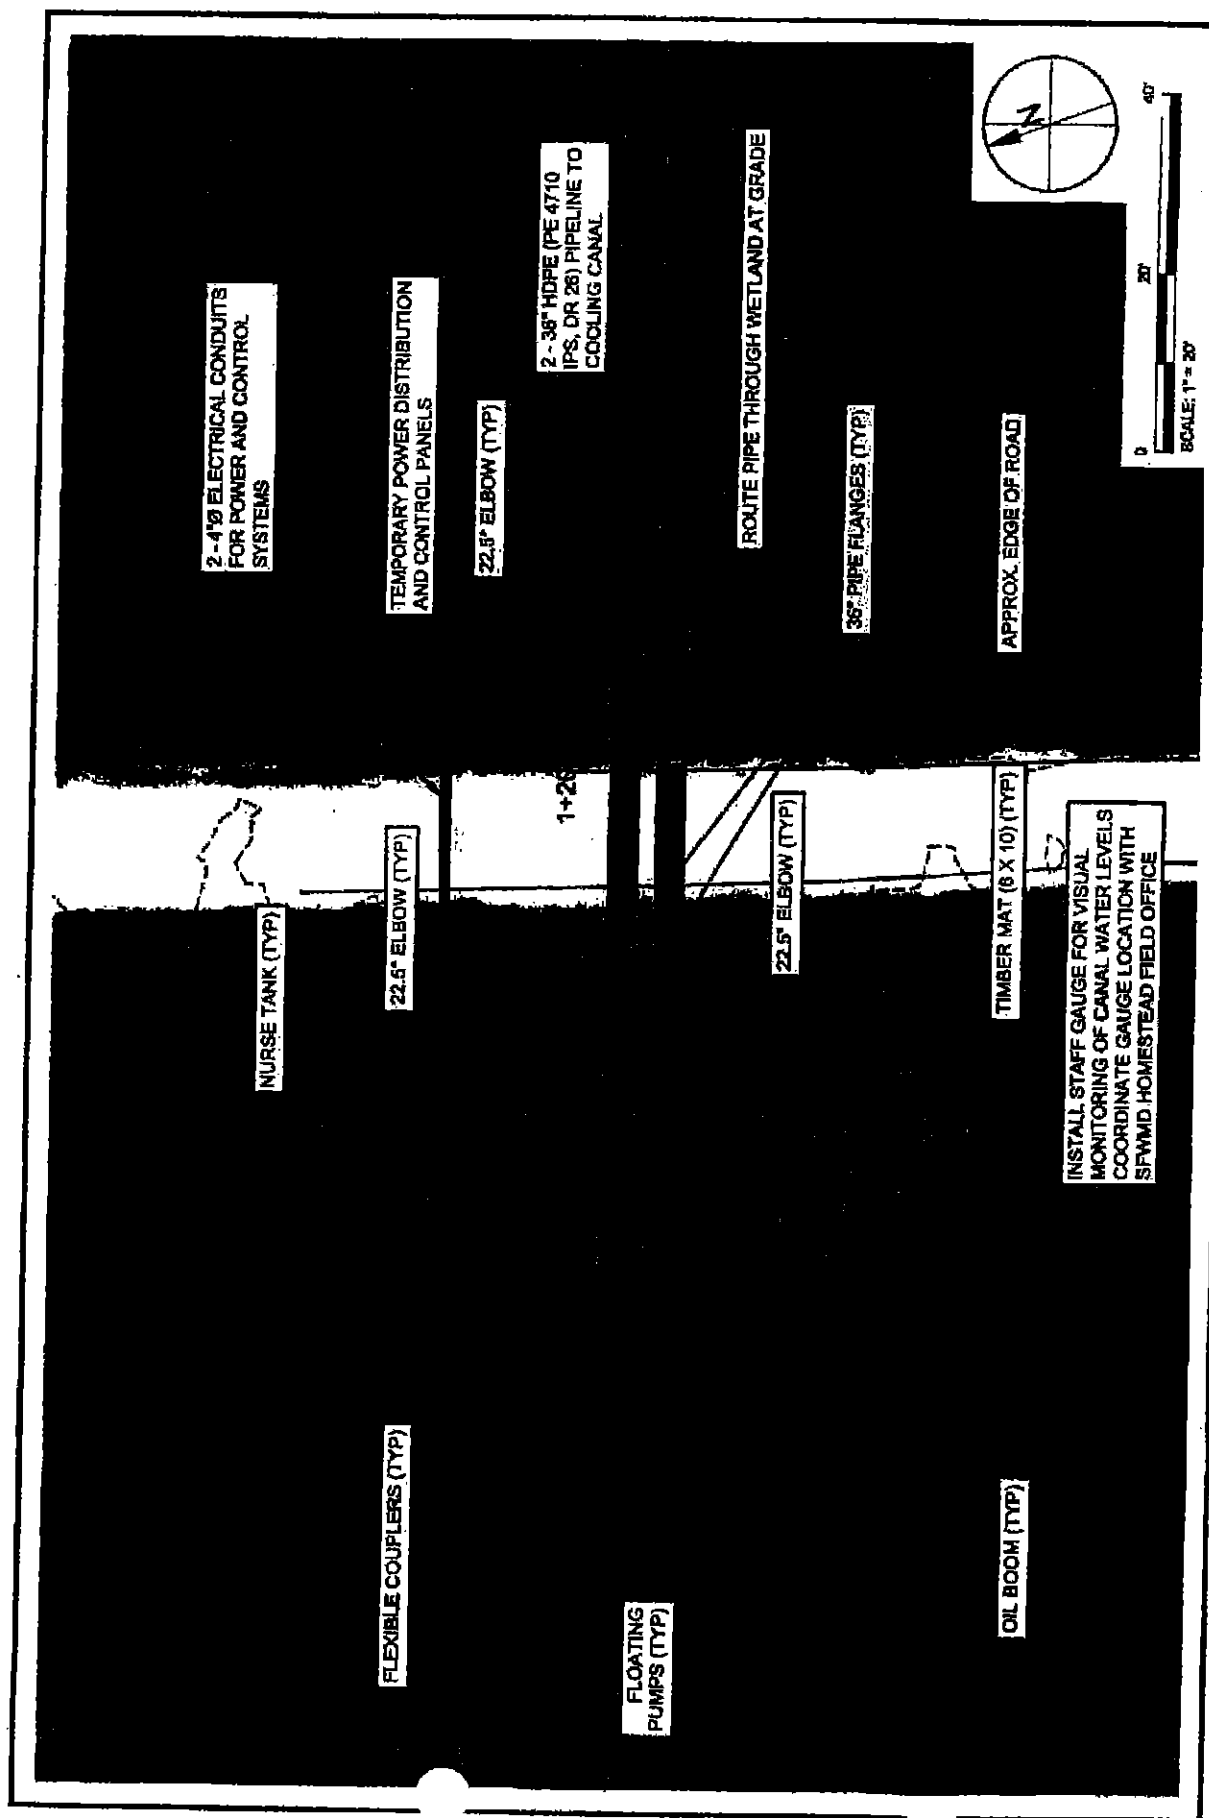 2 - 4"Ø ELECTRICAL CONDUITS
FOR POWER AND CONTROL
SYSTEMS
TEMPORARY POWER DISTRIBUTION
AND CONTROL PANELS
22.5° ELBOW (TYP)
2 - 36" HDPE (PE 4710
IPS, DR 26) PIPELINE TO
COOLING CANAL
ROUTE PIPE THROUGH WETLAND AT GRADE
36" PIPE FLANGES (TYP)
APPROX. EDGE OF ROAD
N
0 20' 40'
SCALE: 1" = 20'
NURSE TANK (TYP)
22.5° ELBOW (TYP)
1+20
22.5° ELBOW (TYP)
TIMBER MAT (6 X 10) (TYP)
INSTALL STAFF GAUGE FOR VISUAL
MONITORING OF CANAL WATER LEVELS
COORDINATE GAUGE LOCATION WITH
SFWMD HOMESTEAD FIELD OFFICE
FLEXIBLE COUPLERS (TYP)
FLOATING
PUMPS (TYP)
OIL BOOM (TYP)